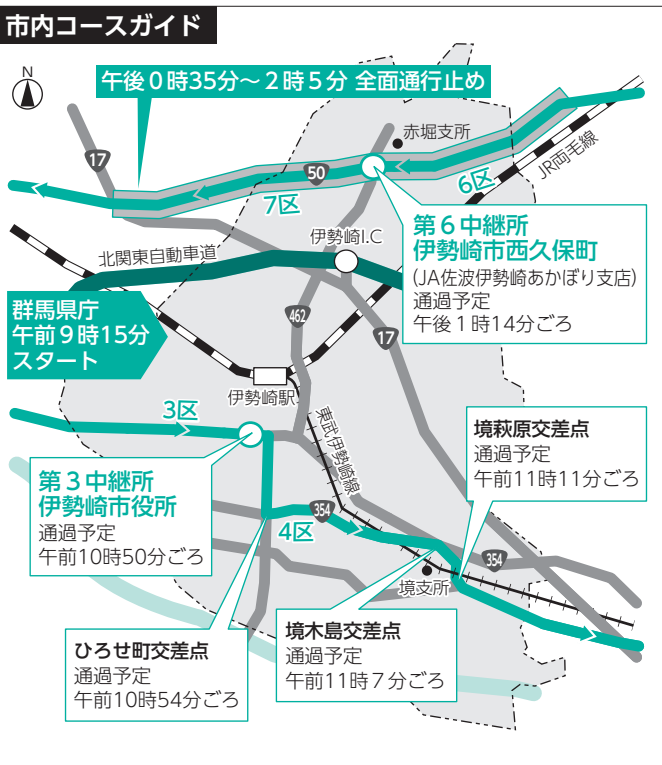 市内コースガイド
N
午後0時35分〜2時5分 全面通行止め
赤堀支所
JR両毛線
17
50
6区
7区
第6中継所
伊勢崎市西久保町
(JA佐波伊勢崎あかぼり支店)
通過予定
午後1時14分ごろ
伊勢崎I.C
北関東自動車道
群馬県庁
午前9時15分
スタート
462
17
伊勢崎駅
3区
東武伊勢崎線
境萩原交差点
通過予定
午前11時11分ごろ
第3中継所
伊勢崎市役所
通過予定
午前10時50分ごろ
354
4区
354
境支所
ひろせ町交差点
通過予定
午前10時54分ごろ
境木島交差点
通過予定
午前11時7分ごろ